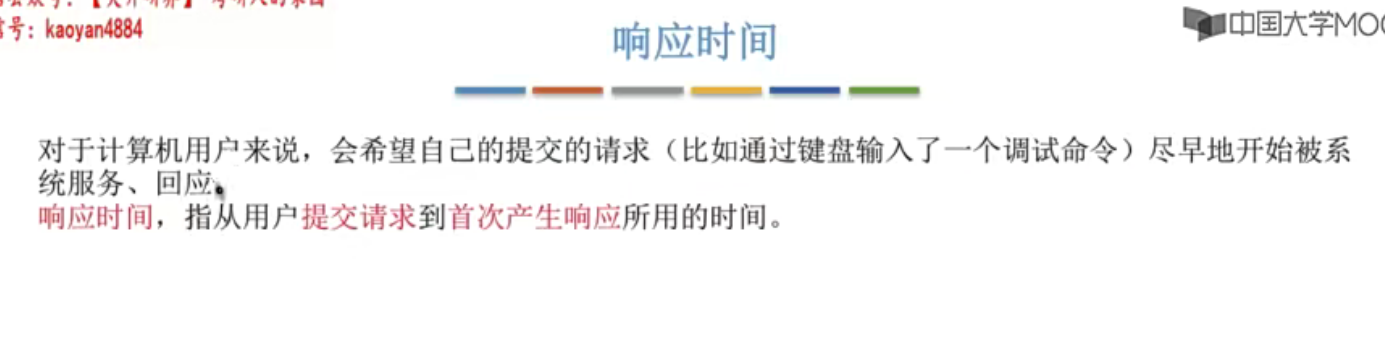 号：kaoyan4884
响应时间
中国大学MOO
对于计算机用户来说，会希望自己的提交的请求（比如通过键盘输入了一个调试命令）尽早地开始被系
统服务、回应。
响应时间，指从用户提交请求到首次产生响应所用的时间。